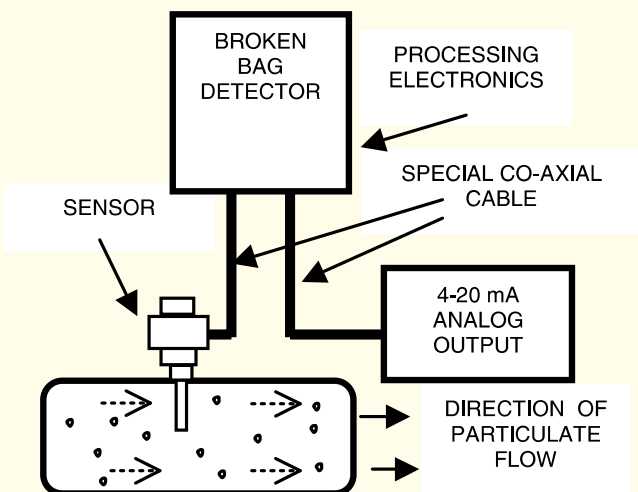 BROKEN
BAG
DETECTOR
PROCESSING
ELECTRONICS
SPECIAL CO-AXIAL
CABLE
SENSOR
4-20 mA
ANALOG
OUTPUT
DIRECTION OF
PARTICULATE
FLOW